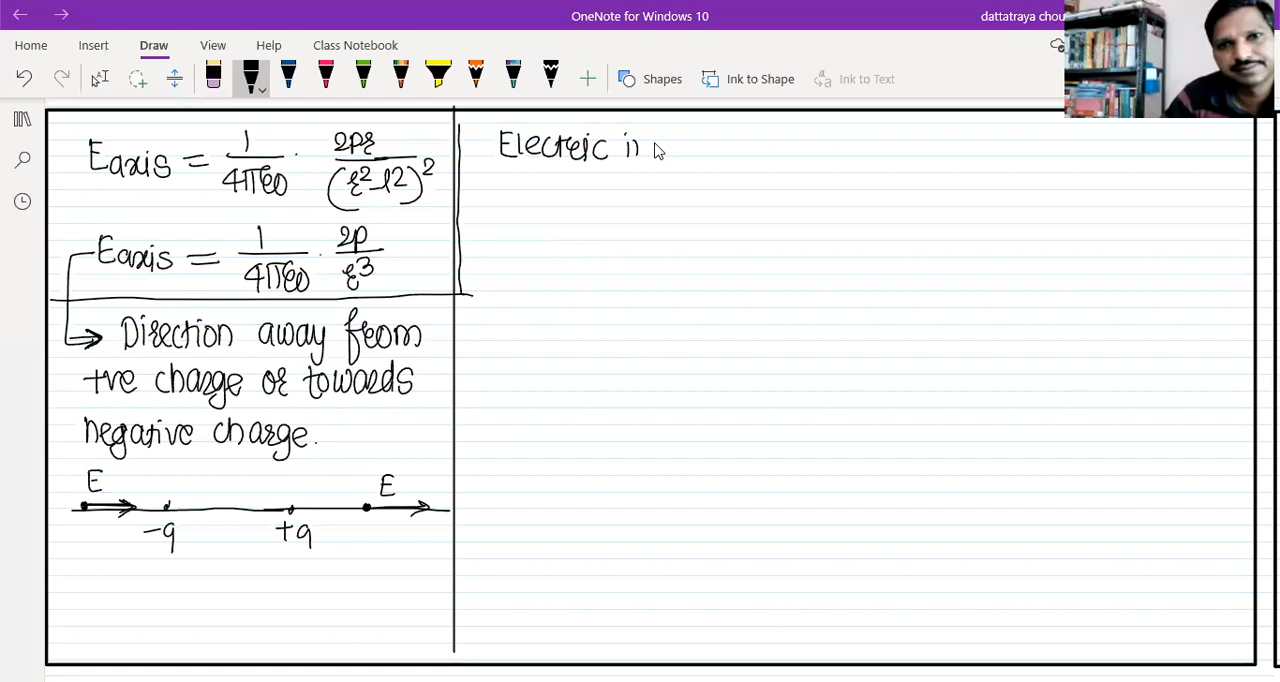 OneNote for Windows 10
dattatraya chou
Home Insert Draw View Help Class Notebook
Shapes Ink to Shape Ink to Text
Eaxis = 1/4πε0 · 2pr/(r²-l²)²
Eaxis = 1/4πε0 · 2p/r³
→ Direction away from
+ve charge or towards
negative charge.
E E
-q +q
Electric in